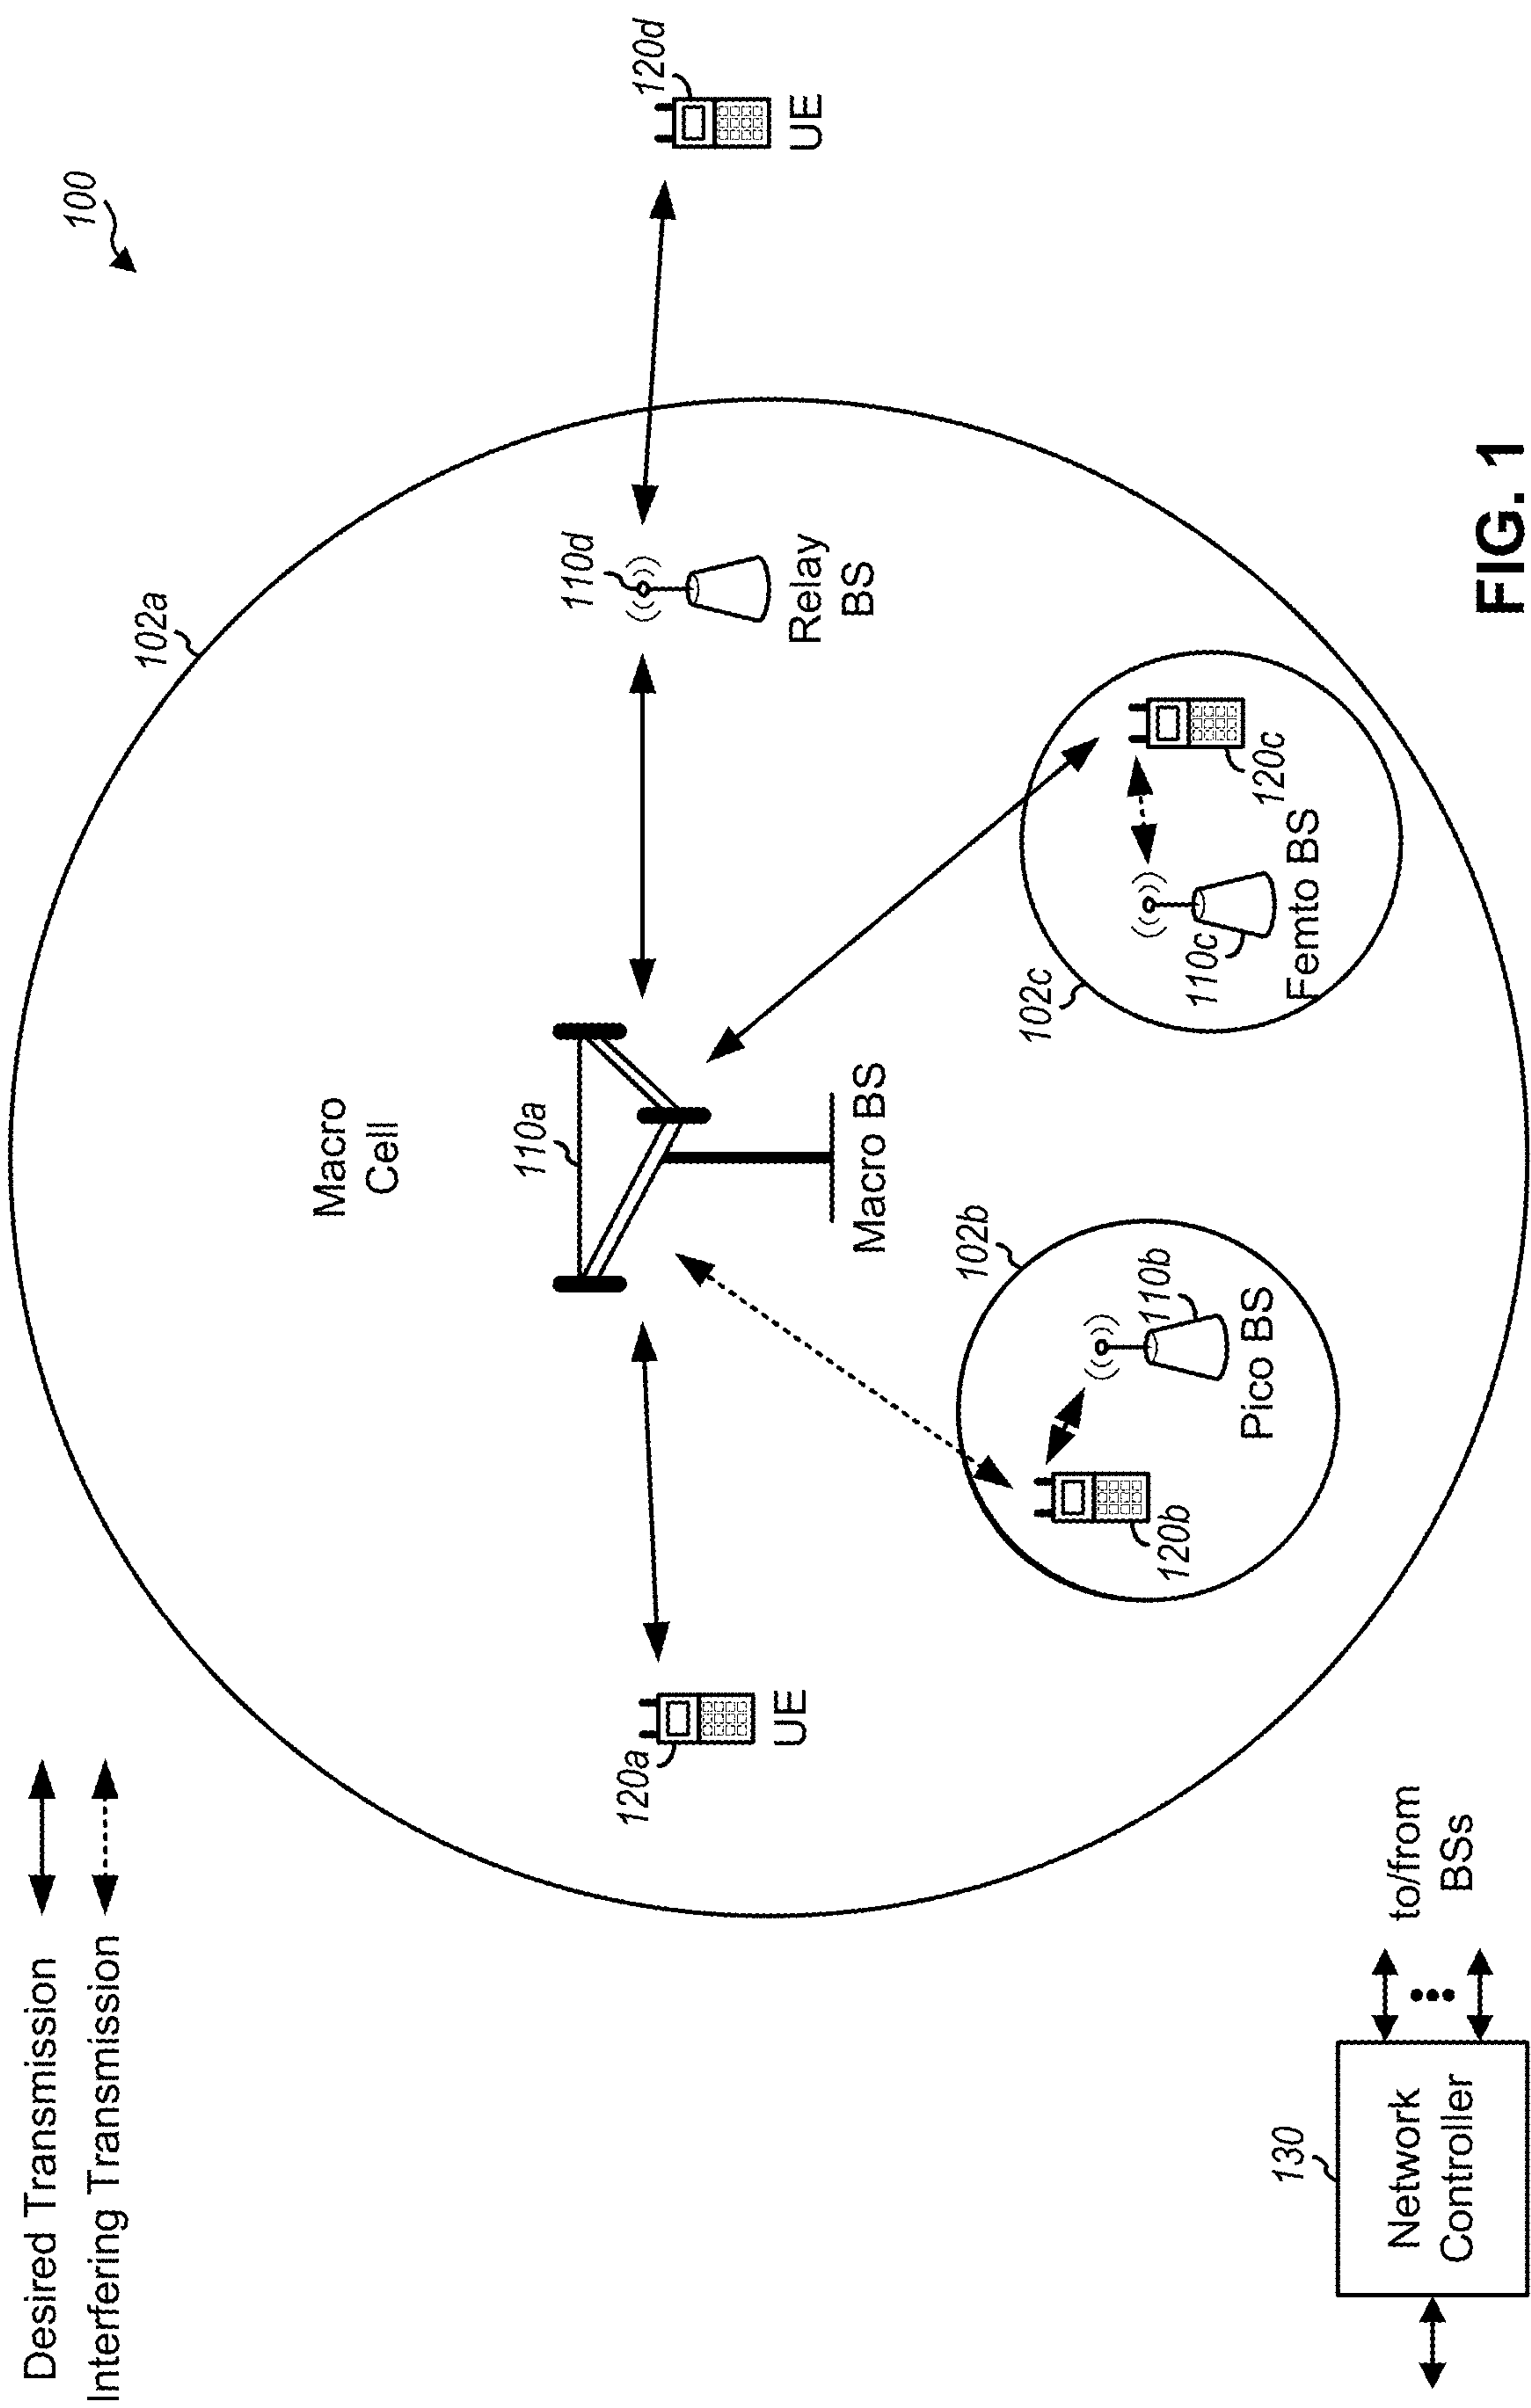 Desired Transmission
Interfering Transmission
100
102a
Macro
Cell
110a
110d
120a
UE
120d
UE
Relay
BS
Macro BS
102b
102c
120b
110b
Pico BS
110c
120c
Femto BS
130
Network
Controller
to/from
BSs
FIG. 1